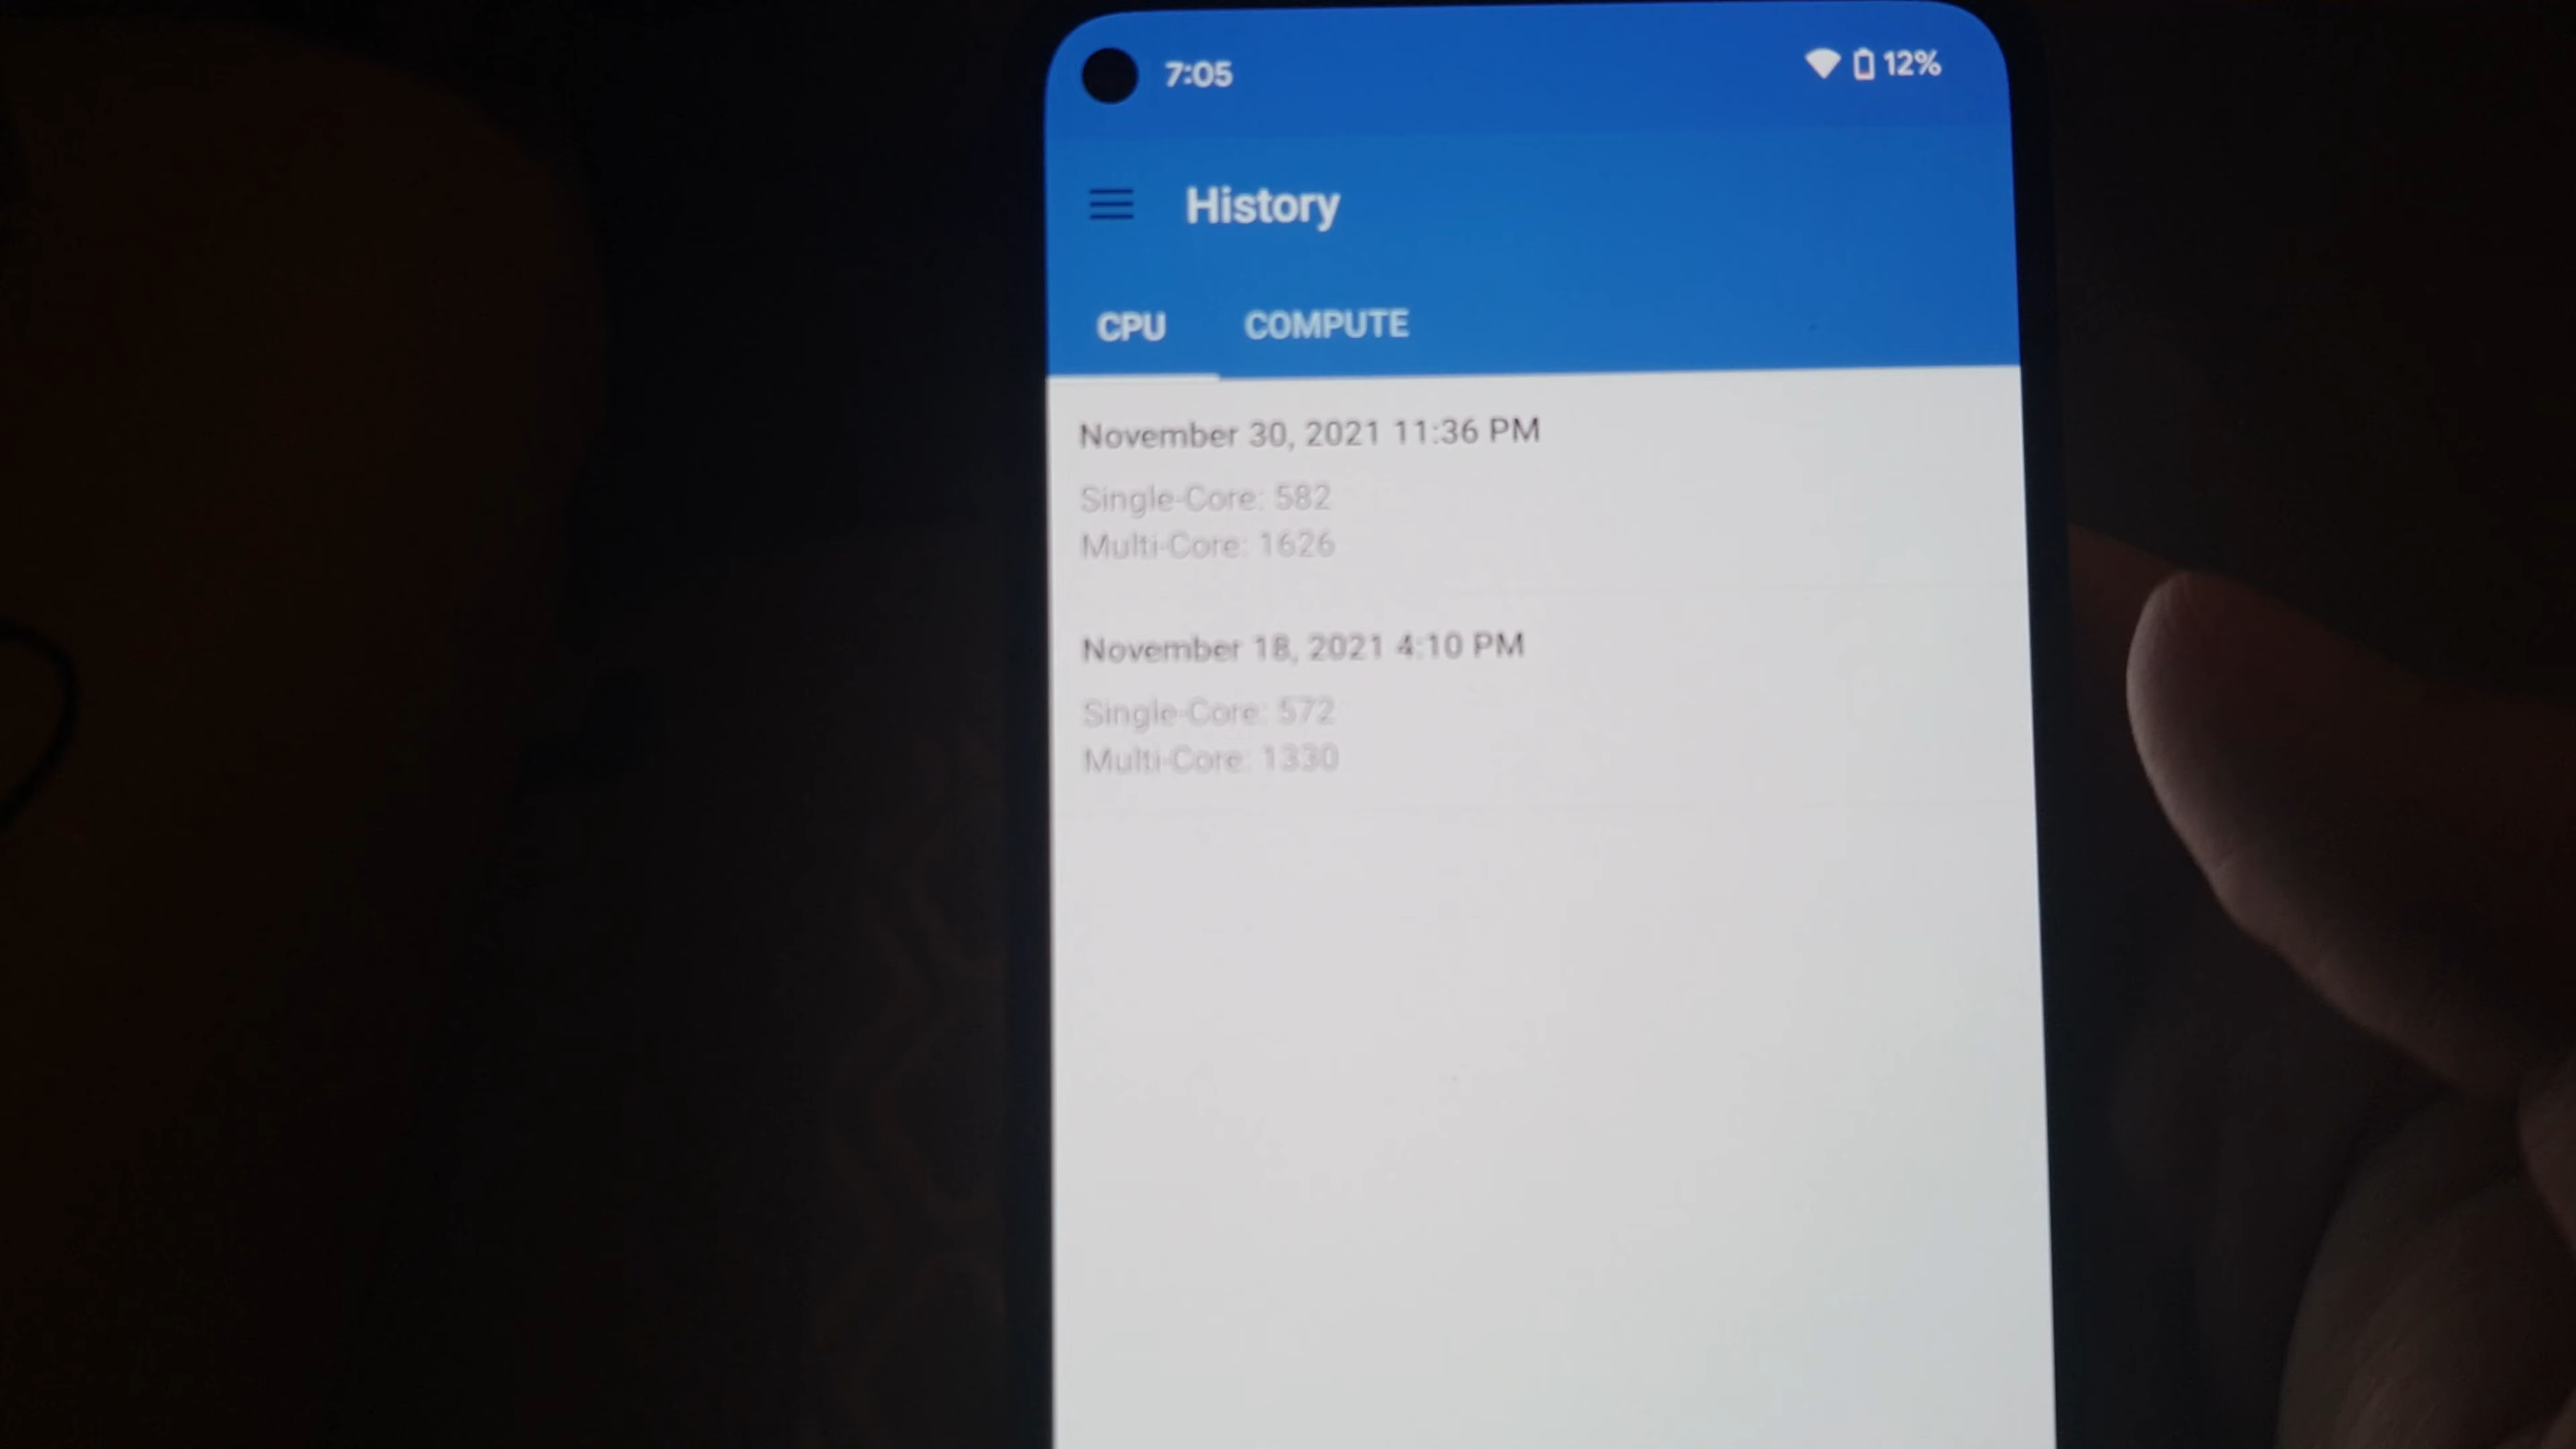 7:05 12%
History
CPU COMPUTE
November 30, 2021 11:36 PM
Single-Core: 582
Multi-Core: 1626
November 18, 2021 4:10 PM
Single-Core: 572
Multi-Core: 1330